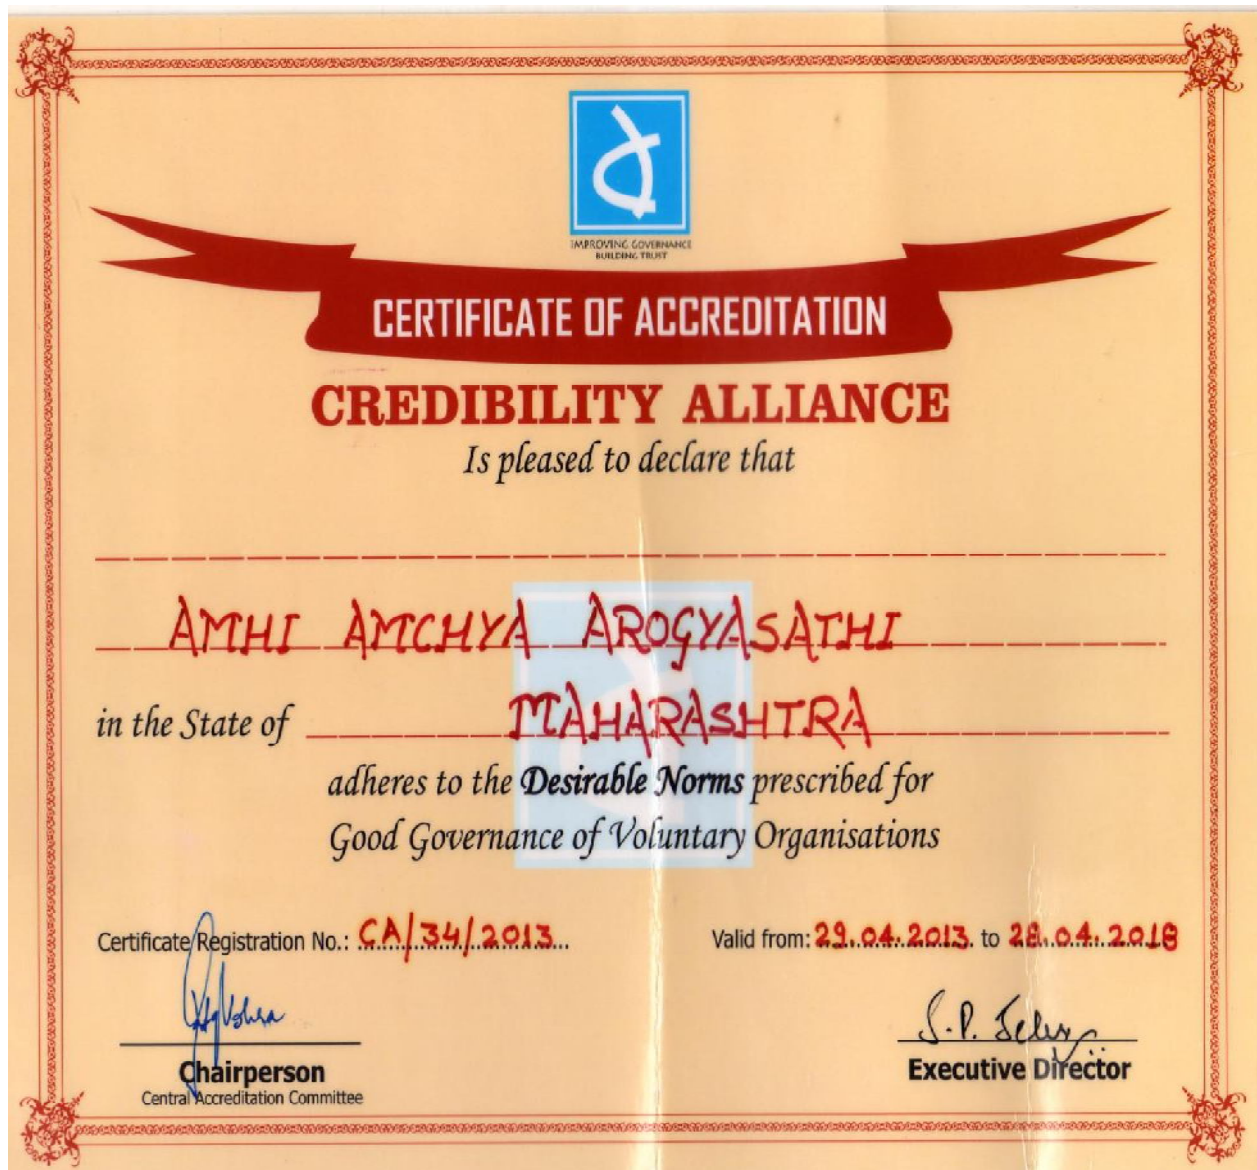 IMPROVING GOVERNANCE
BUILDING TRUST
CERTIFICATE OF ACCREDITATION
CREDIBILITY ALLIANCE
Is pleased to declare that
AMHI AMCHYA AROGYASATHI
in the State of MAHARASHTRA
adheres to the Desirable Norms prescribed for
Good Governance of Voluntary Organisations
Certificate Registration No.: CA/34/2013 Valid from: 29.04.2013 to 28.04.2018
S.P.
Chairperson Executive Director
Central Accreditation Committee